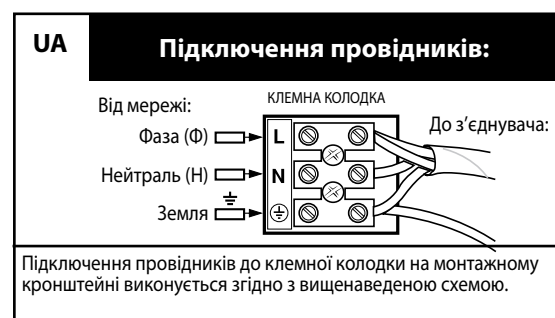 UA
Підключення провідників:
Від мережі:
КЛЕМНА КОЛОДКА
До з’єднувача:
Фаза (Ф)
L
Нейтраль (Н)
N
Земля
Підключення провідників до клемної колодки на монтажному
кронштейні виконується згідно з вищенаведеною схемою.